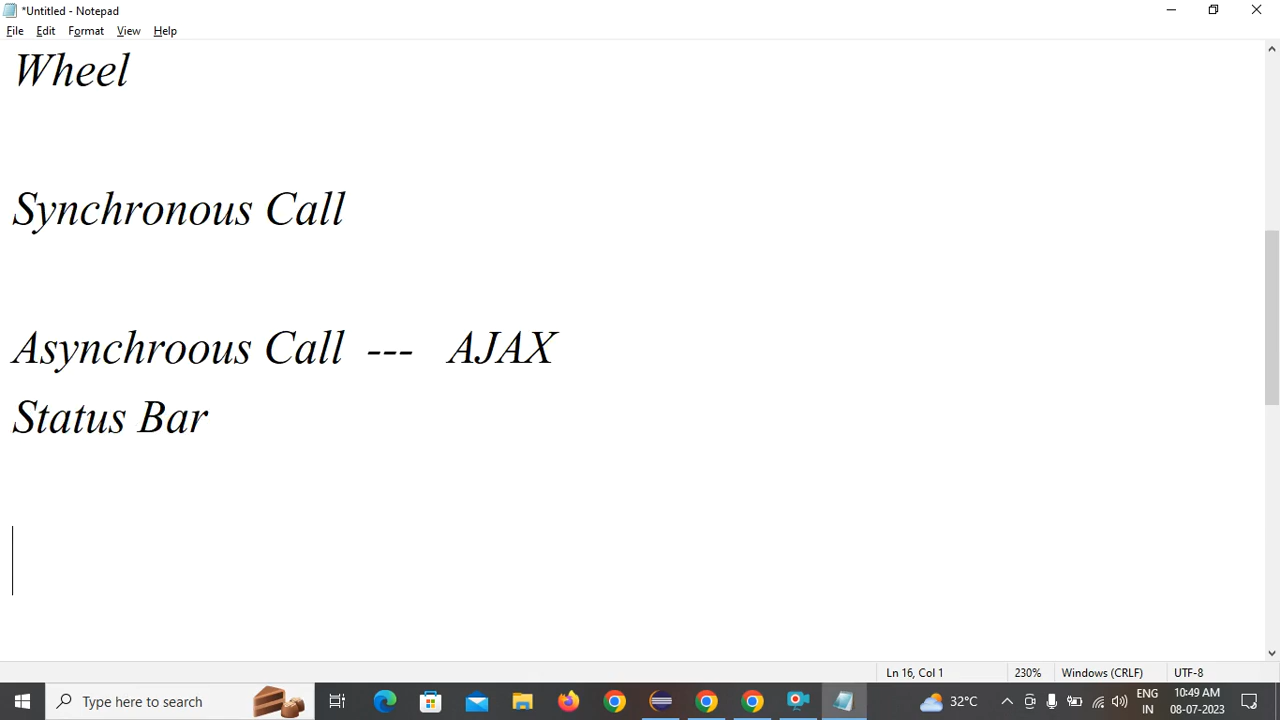 *Untitled - Notepad
File Edit Format View Help
Wheel
Synchronous Call
Asynchroous Call --- AJAX
Status Bar
Ln 16, Col 1 230% Windows (CRLF) UTF-8
Type here to search 32°C ENG IN 10:49 AM 08-07-2023